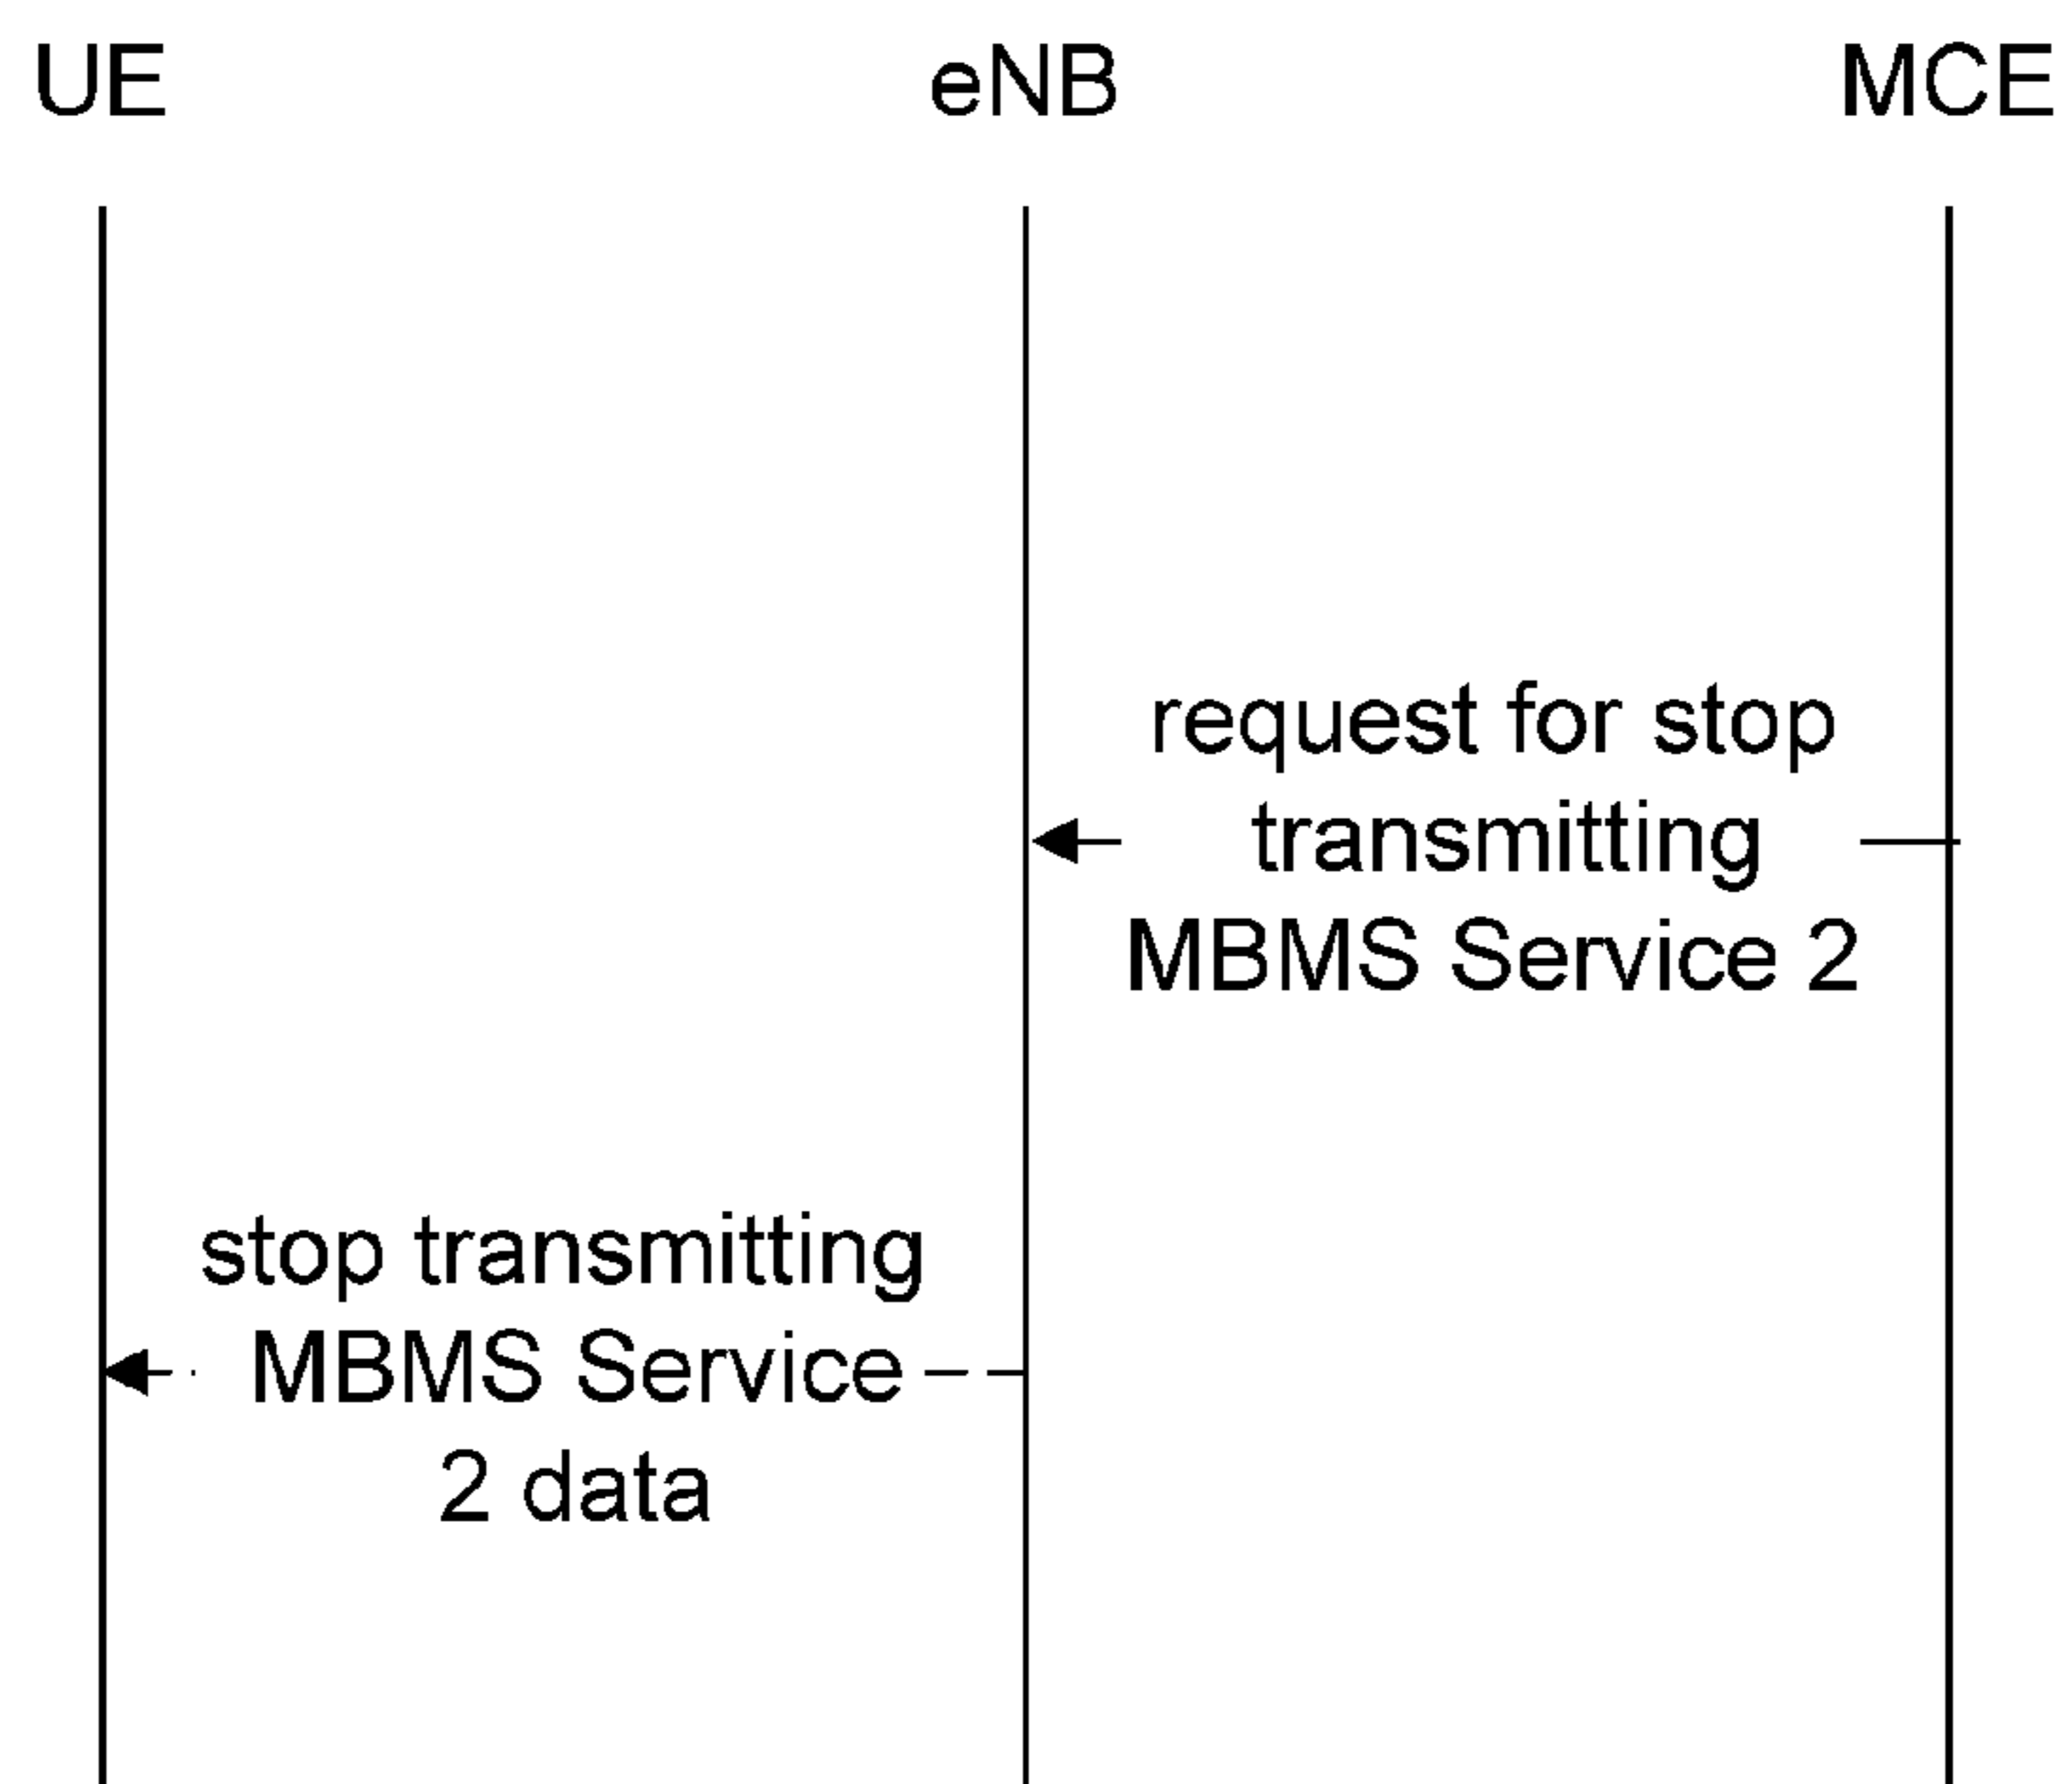 UE eNB MCE
request for stop
transmitting
MBMS Service 2
stop transmitting
MBMS Service
2 data